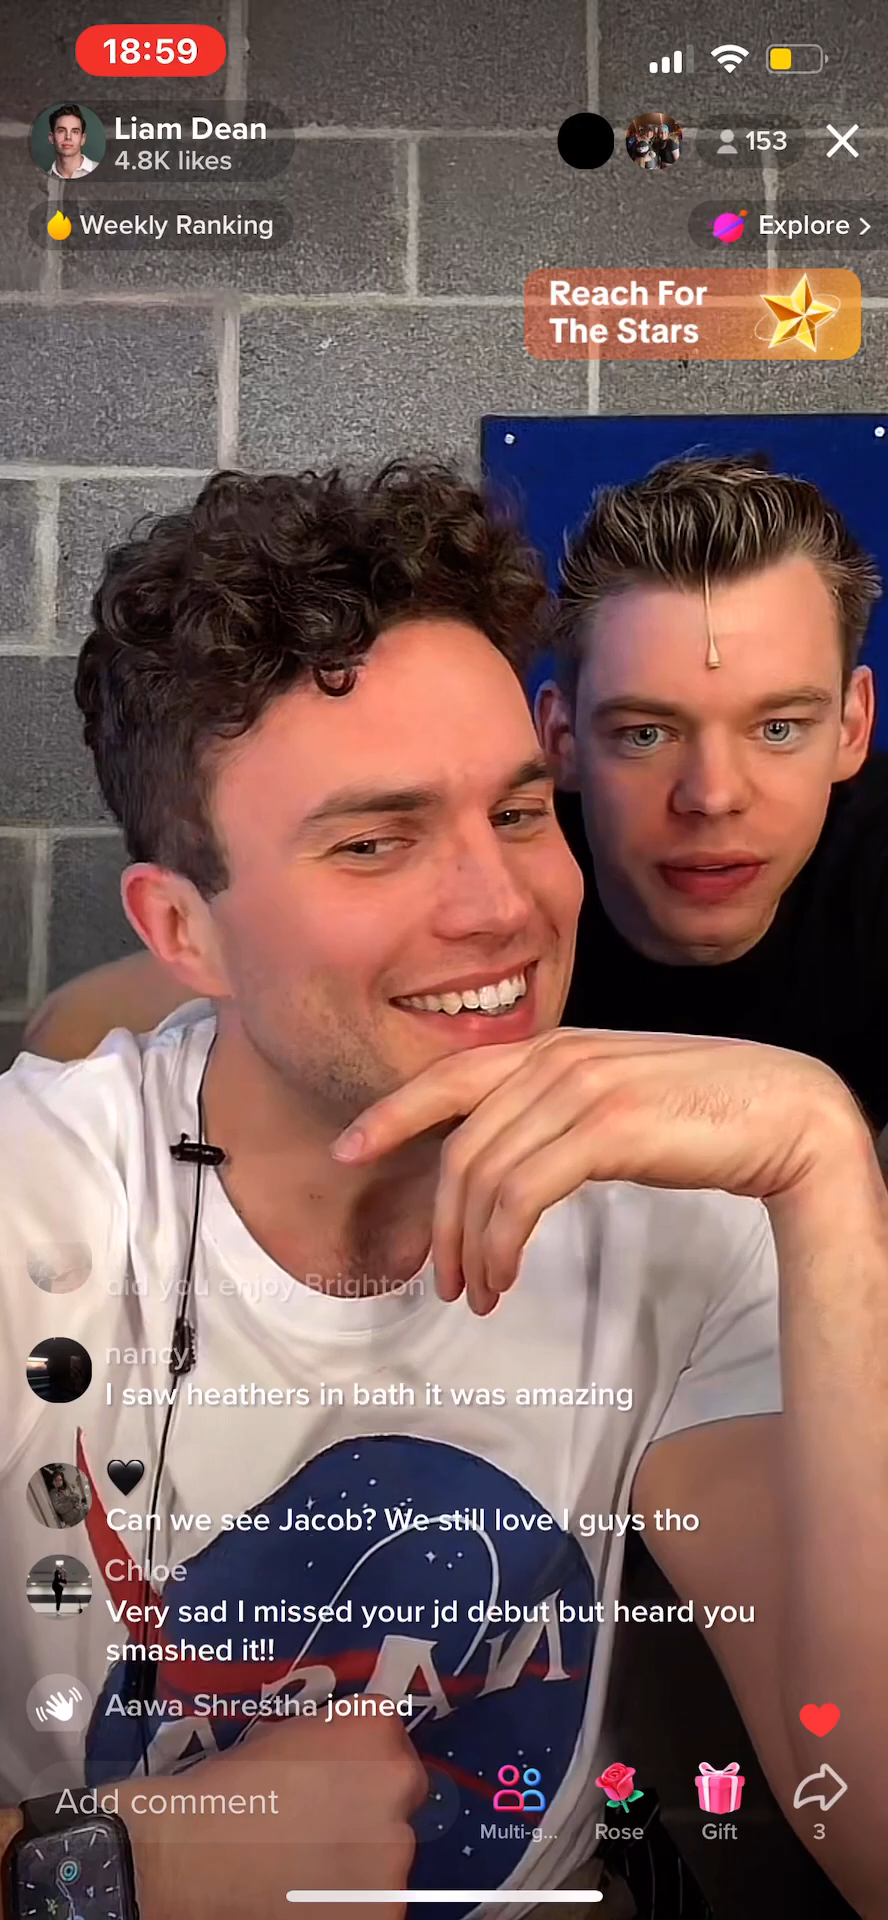 18:59
Liam Dean
4.8K likes
153
Weekly Ranking
Explore >
Reach For
The Stars
did you enjoy Brighton
nancy
I saw heathers in bath it was amazing
🖤
Can we see Jacob? We still love I guys tho
Chloe
Very sad I missed your jd debut but heard you
smashed it!!
Aawa Shrestha joined
NASA
Add comment
Multi-g...
Rose
Gift
3